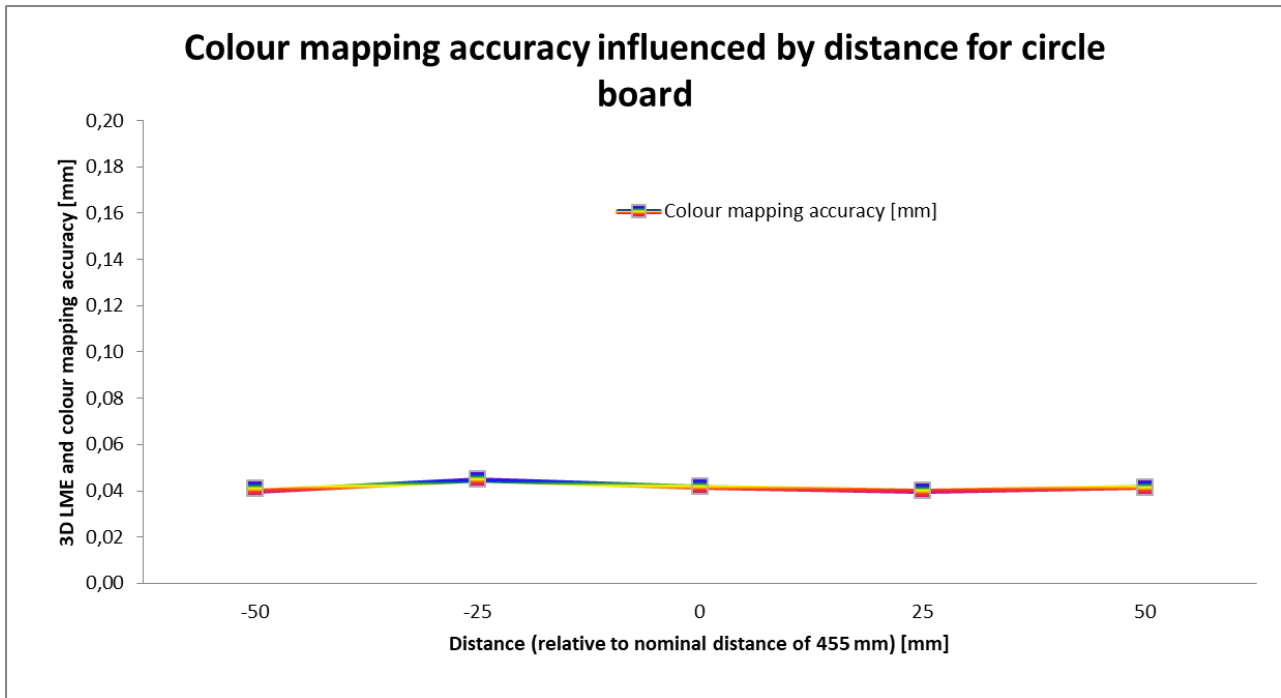 Colour mapping accuracy influenced by distance for circle
board
0,20
0,18
0,16
0,14
0,12
0,10
0,08
0,06
0,04
0,02
0,00
3D LME and colour mapping accuracy [mm]
Colour mapping accuracy [mm]
-50 -25 0 25 50
Distance (relative to nominal distance of 455 mm) [mm]